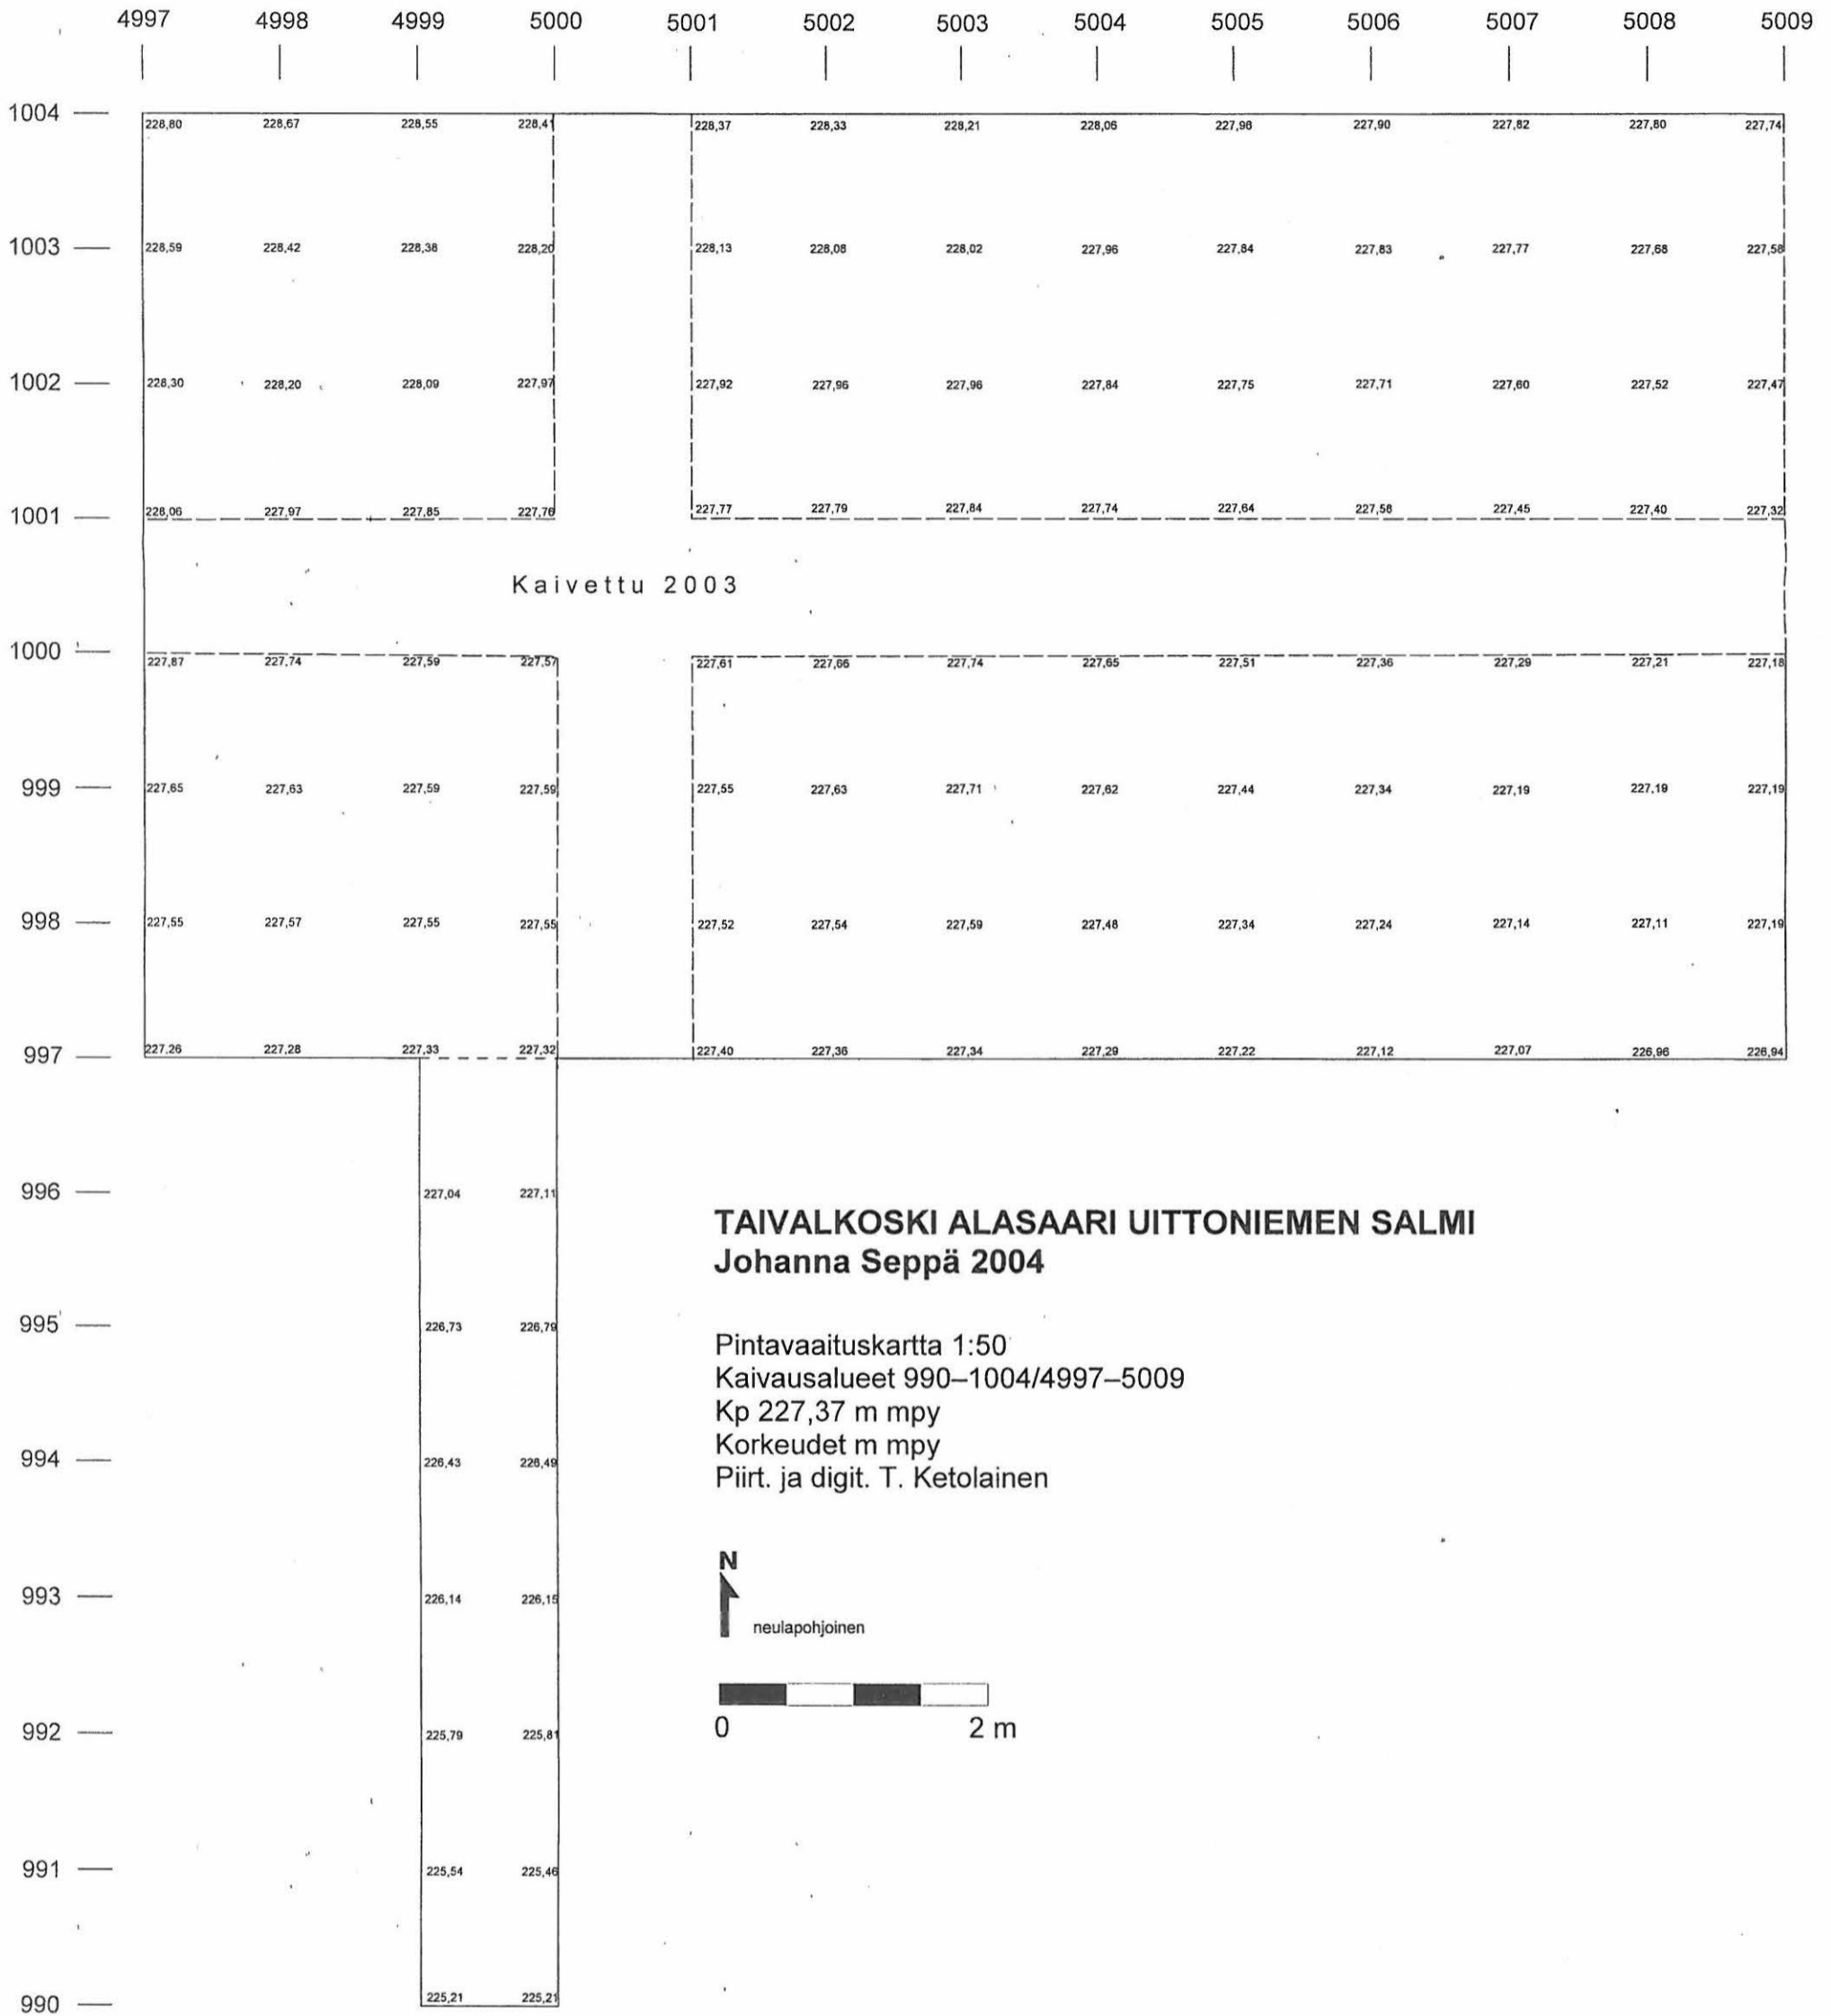 4997 4998 4999 5000 5001 5002 5003 5004 5005 5006 5007 5008 5009
1004 228,80 228,67 228,55 228,41 228,37 228,33 228,21 228,06 227,96 227,90 227,82 227,80 227,74
1003 228,59 228,42 228,38 228,20 228,13 228,08 228,02 227,96 227,84 227,83 227,77 227,68 227,58
1002 228,30 228,20 228,09 227,97 227,92 227,96 227,96 227,84 227,75 227,71 227,60 227,52 227,47
1001 228,06 227,97 227,85 227,76 227,77 227,79 227,84 227,74 227,64 227,58 227,45 227,40 227,32
Kaivettu 2003
1000 227,87 227,74 227,59 227,57 227,61 227,66 227,74 227,65 227,51 227,36 227,29 227,21 227,18
999 227,65 227,63 227,59 227,59 227,55 227,63 227,71 227,62 227,44 227,34 227,19 227,19 227,19
998 227,55 227,57 227,55 227,55 227,52 227,54 227,59 227,48 227,34 227,24 227,14 227,11 227,19
997 227,26 227,28 227,33 227,32 227,40 227,36 227,34 227,29 227,22 227,12 227,07 226,96 226,94
996 227,04 227,11
TAIVALKOSKI ALASAARI UITTONIEMEN SALMI
Johanna Seppä 2004
995 226,73 226,79
Pintavaaituskartta 1:50
Kaivausalueet 990–1004/4997–5009
Kp 227,37 m mpy
Korkeudet m mpy
994 226,43 226,49
Piirt. ja digit. T. Ketolainen
N
993 226,14 226,15
neulapohjoinen
992 225,79 225,81
0 2 m
991 225,54 225,46
990 225,21 225,21